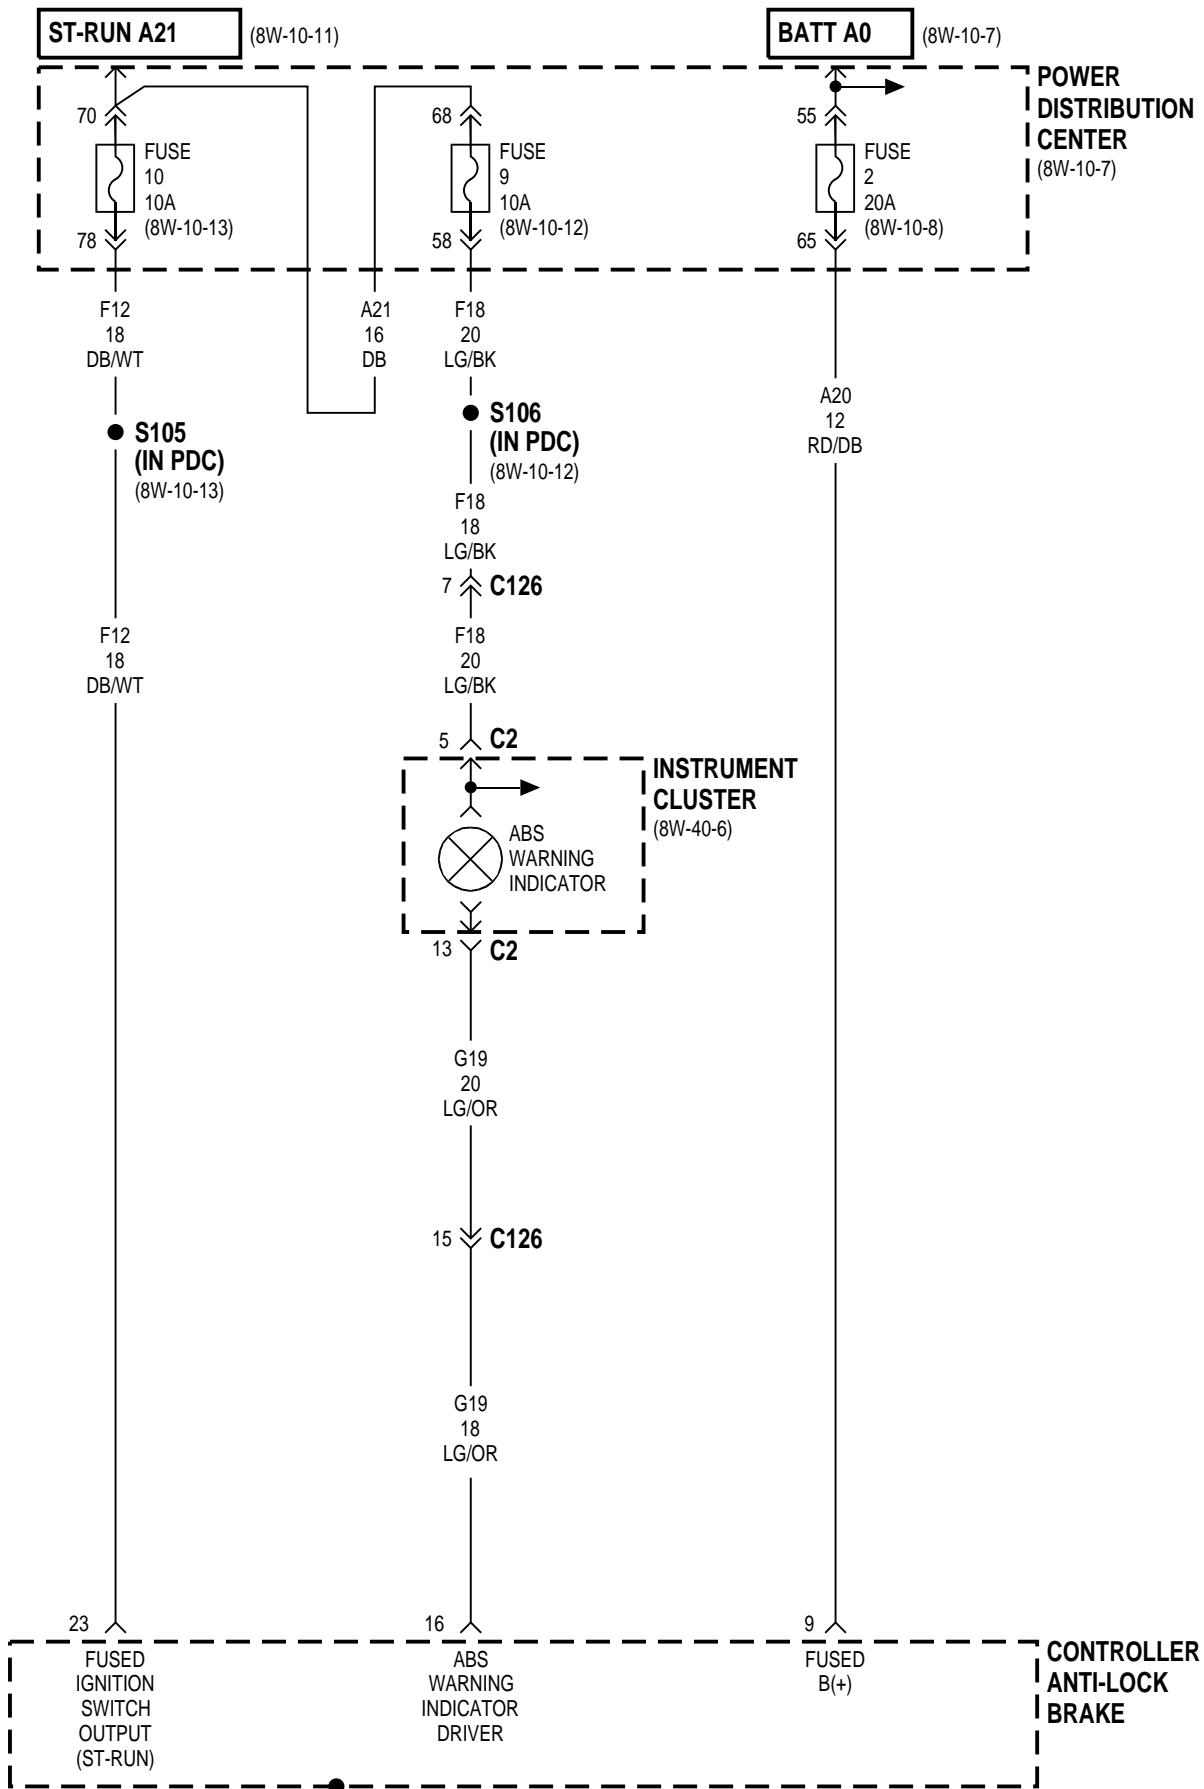 ST-RUN A21
(8W-10-11)
BATT A0
(8W-10-7)
POWER
DISTRIBUTION
CENTER
(8W-10-7)
70
FUSE
10
10A
(8W-10-13)
78
68
FUSE
9
10A
(8W-10-12)
58
55
FUSE
2
20A
(8W-10-8)
65
F12
18
DB/WT
A21
16
DB
F18
20
LG/BK
A20
12
RD/DB
S105
(IN PDC)
(8W-10-13)
S106
(IN PDC)
(8W-10-12)
F18
18
LG/BK
7
C126
F12
18
DB/WT
F18
20
LG/BK
5
C2
INSTRUMENT
CLUSTER
(8W-40-6)
ABS
WARNING
INDICATOR
13
C2
G19
20
LG/OR
15
C126
G19
18
LG/OR
23
16
9
FUSED
IGNITION
SWITCH
OUTPUT
(ST-RUN)
ABS
WARNING
INDICATOR
DRIVER
FUSED
B(+)
CONTROLLER
ANTI-LOCK
BRAKE